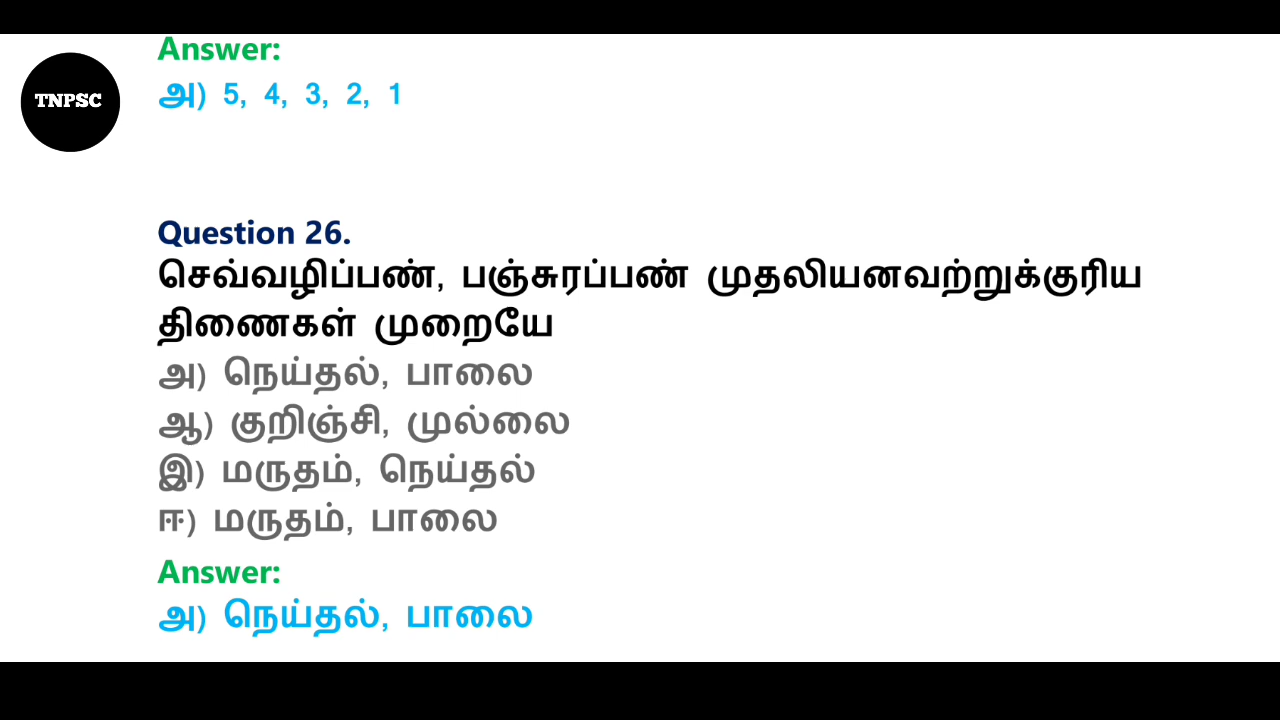 Answer:
TNPSC
அ) 5, 4, 3, 2, 1
Question 26.
செவ்வழிப்பண், பஞ்சுரப்பண் முதலியனவற்றுக்குரிய
திணைகள் முறையே
அ) நெய்தல், பாலை
ஆ) குறிஞ்சி, முல்லை
இ) மருதம், நெய்தல்
ஈ) மருதம், பாலை
Answer:
அ) நெய்தல், பாலை